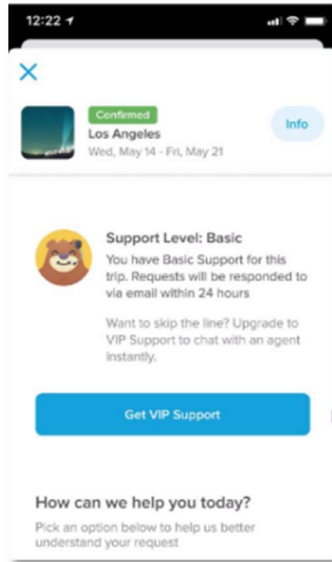 12:22
Confirmed
Info
Los Angeles
Wed, May 14 - Fri, May 21
Support Level: Basic
You have Basic Support for this
trip. Requests will be responded to
via email within 24 hours
Want to skip the line? Upgrade to
VIP Support to chat with an agent
instantly.
Get VIP Support
How can we help you today?
Pick an option below to help us better
understand your request